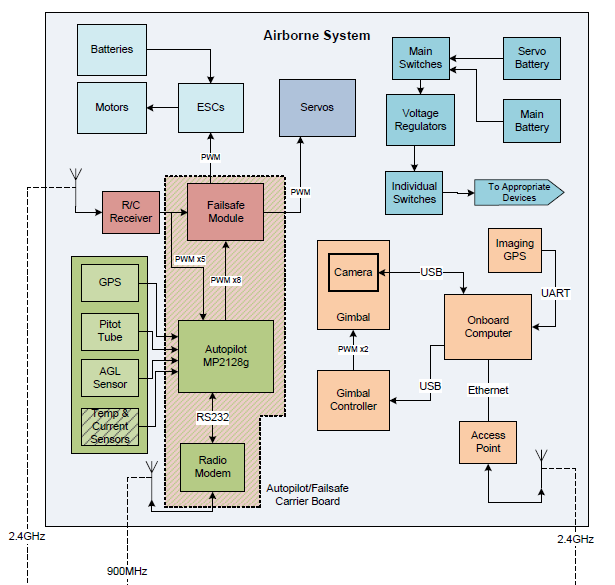 Airborne System
Batteries
Motors
ESCs
Servos
Main
Switches
Servo
Battery
Voltage
Regulators
Main
Battery
Individual
Switches
To Appropriate
Devices
PWM
PWM
R/C
Receiver
Failsafe
Module
PWM x5
PWM x8
GPS
Pitot
Tube
AGL
Sensor
Temp &
Current
Sensors
Autopilot
MP2128g
RS232
Radio
Modem
Autopilot/Failsafe
Carrier Board
Camera
Gimbal
USB
PWM x2
Gimbal
Controller
USB
Imaging
GPS
UART
Onboard
Computer
Ethernet
Access
Point
2.4GHz
900MHz
2.4GHz